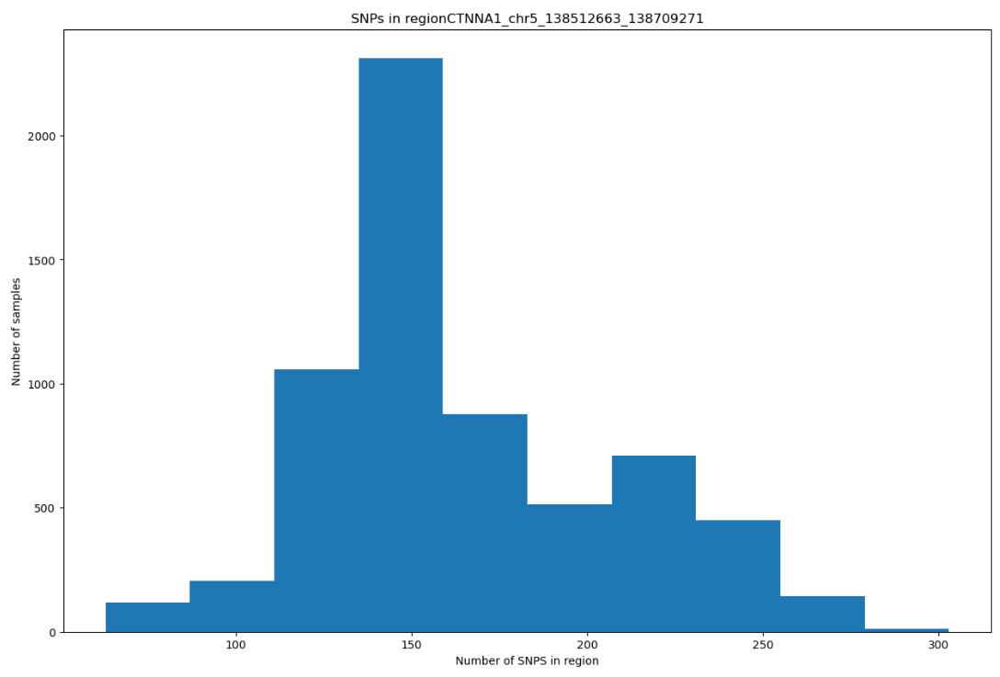 SNPs in regionCTNNA1_chr5_138512663_138709271
2000
1500
1000
500
0
Number of samples
100 150 200 250 300
Number of SNPS in region